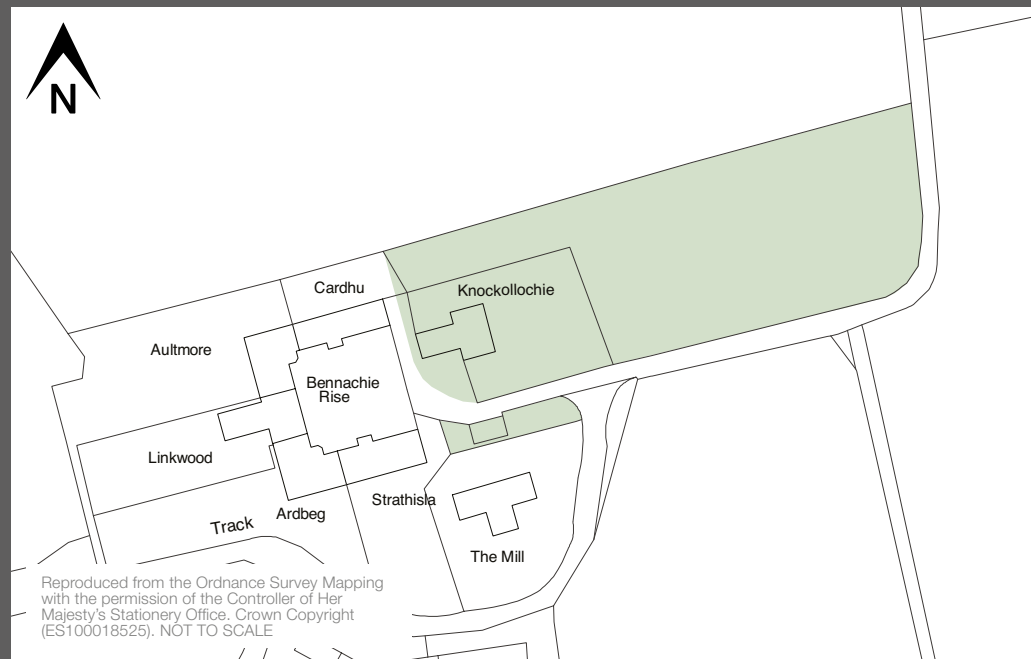 N
Cardhu
Knockollochie
Aultmore
Bennachie
Rise
Linkwood
Strathisla
Ardbeg
Track
The Mill
Reproduced from the Ordnance Survey Mapping
with the permission of the Controller of Her
Majesty's Stationery Office. Crown Copyright
(ES100018525). NOT TO SCALE